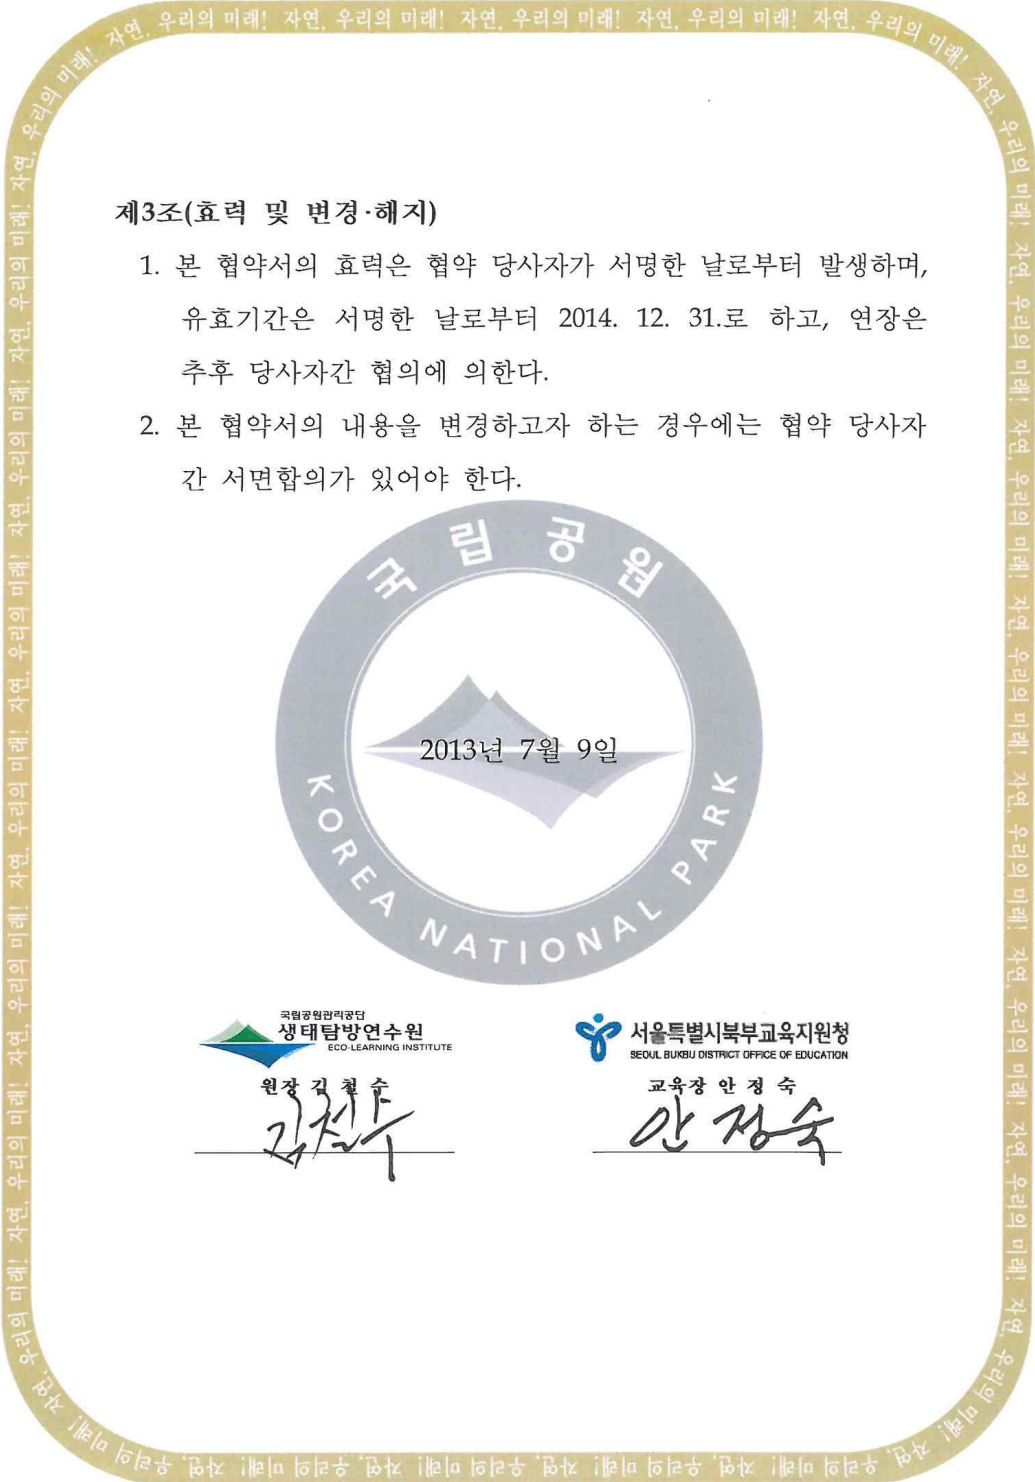 자연, 우리의 미래! 자연, 우리의 미래! 자연, 우리의 미래! 자연, 우리의 미래! 자연, 우리의 미래!
제3조(효력 및 변경·해지)
1. 본 협약서의 효력은 협약 당사자가 서명한 날로부터 발생하며,
유효기간은 서명한 날로부터 2014. 12. 31.로 하고, 연장은
추후 당사자간 협의에 의한다.
2. 본 협약서의 내용을 변경하고자 하는 경우에는 협약 당사자
간 서면합의가 있어야 한다.
국립공원
2013년 7월 9일
KOREA NATIONAL PARK
국립공원관리공단
생태탐방연수원
ECO-LEARNING INSTITUTE
원장 김철수
김철수
서울특별시북부교육지원청
SEOUL BUKBU DISTRICT OFFICE OF EDUCATION
교육장 안정숙
안정숙